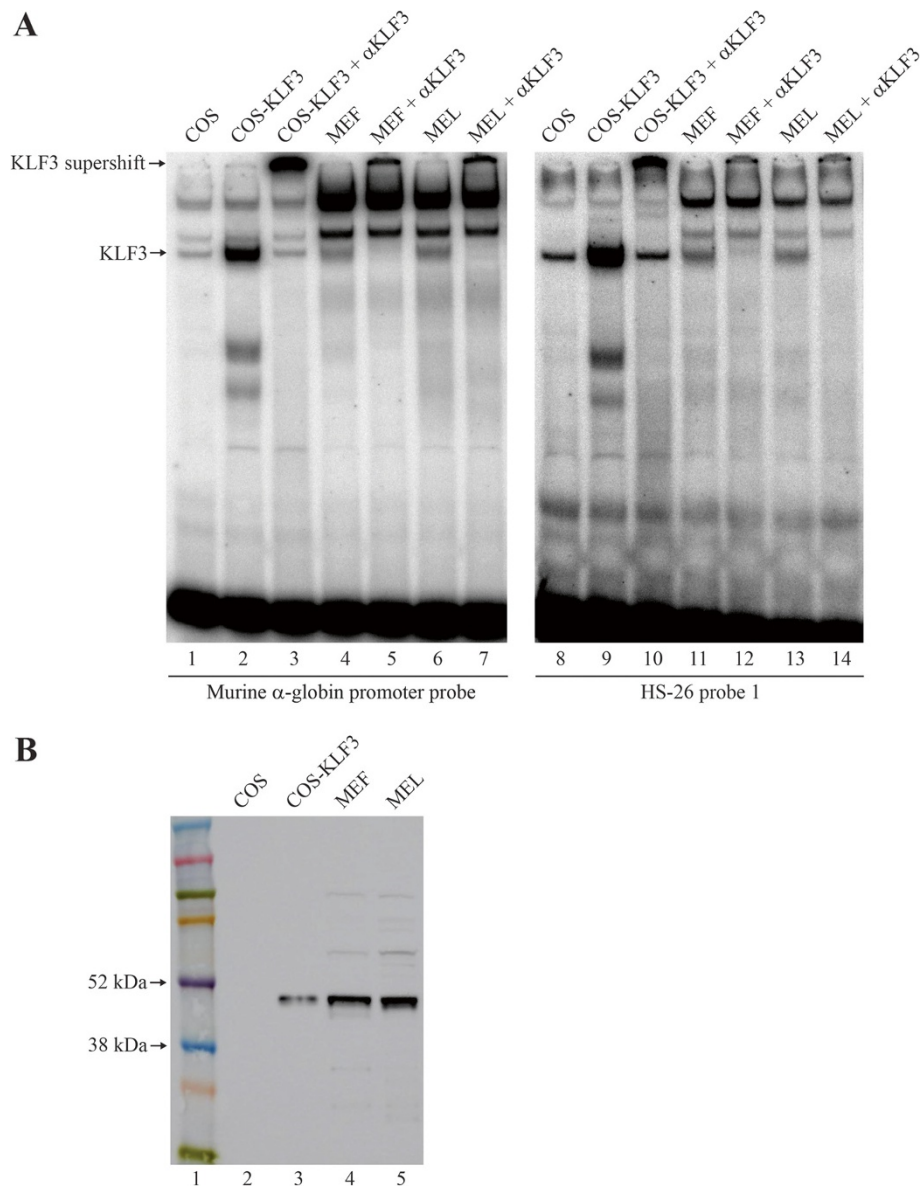 A
COS
COS-KLF3
COS-KLF3 + αKLF3
MEF
MEF + αKLF3
MEL
MEL + αKLF3
COS
COS-KLF3
COS-KLF3 + αKLF3
MEF
MEF + αKLF3
MEL
MEL + αKLF3
KLF3 supershift
KLF3
1 2 3 4 5 6 7
8 9 10 11 12 13 14
Murine α-globin promoter probe
HS-26 probe 1
B
COS
COS-KLF3
MEF
MEL
52 kDa
38 kDa
1 2 3 4 5